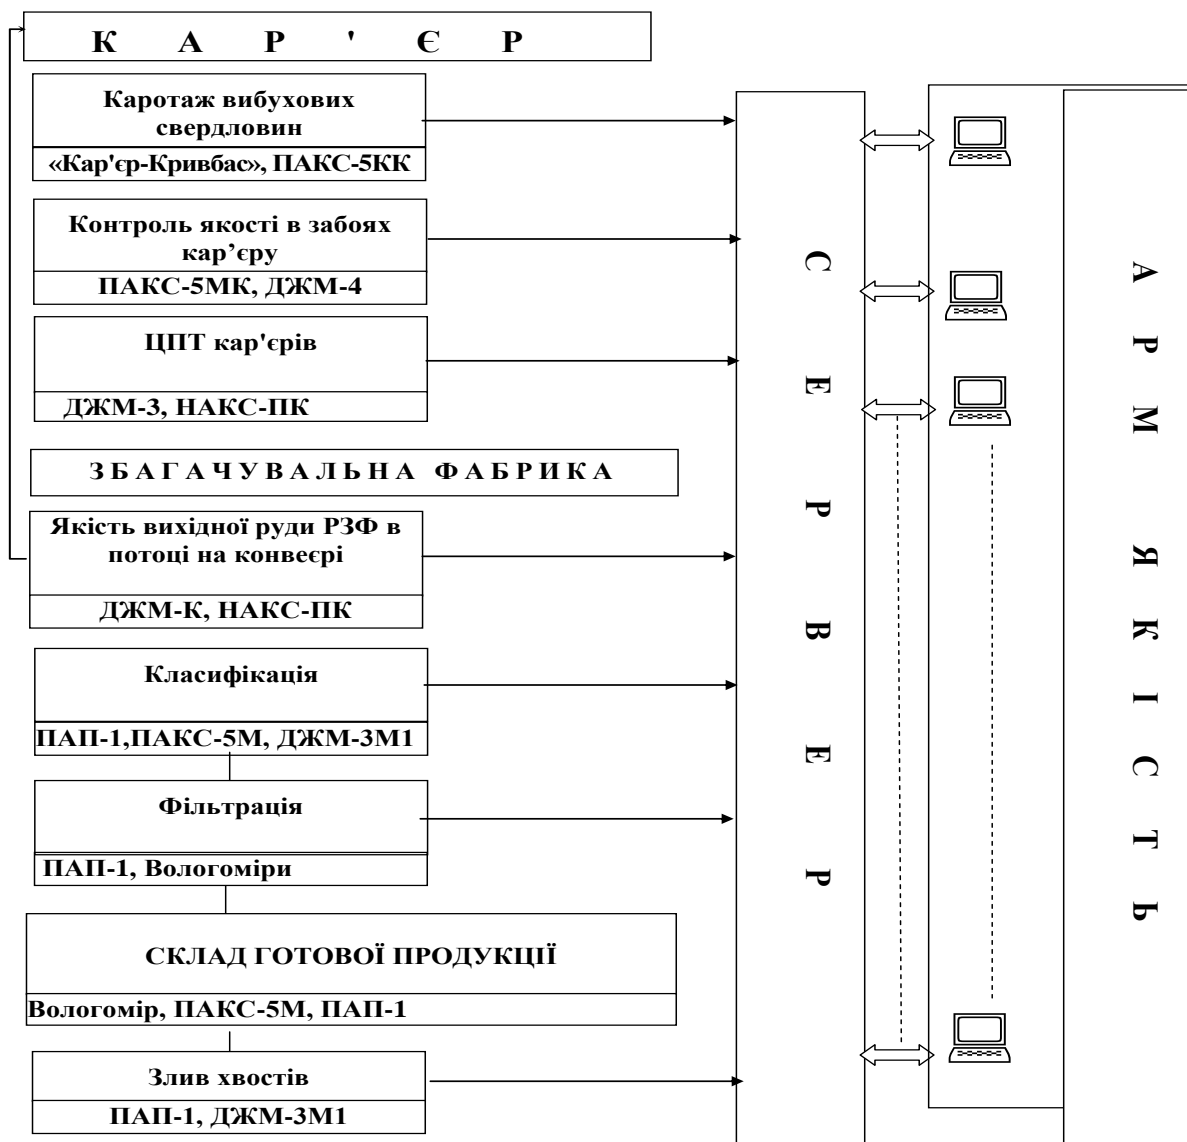 К А Р ' Є Р
Каротаж вибухових
свердловин
«Кар'єр-Кривбас», ПАКС-5КК
Контроль якості в забоях
кар’єру
ПАКС-5МК, ДЖМ-4
ЦПТ кар'єрів
ДЖМ-3, НАКС-ПК
З Б А Г А Ч У В А Л Ь Н А Ф А Б Р И К А
Якість вихідної руди РЗФ в
потоці на конвеєрі
ДЖМ-К, НАКС-ПК
Класифікація
ПАП-1,ПАКС-5М, ДЖМ-3М1
Фільтрація
ПАП-1, Вологоміри
СКЛАД ГОТОВОЇ ПРОДУКЦІЇ
Вологомір, ПАКС-5М, ПАП-1
Злив хвостів
ПАП-1, ДЖМ-3М1
С Е Р В Е Р
А Р М Я К І С Т Ь